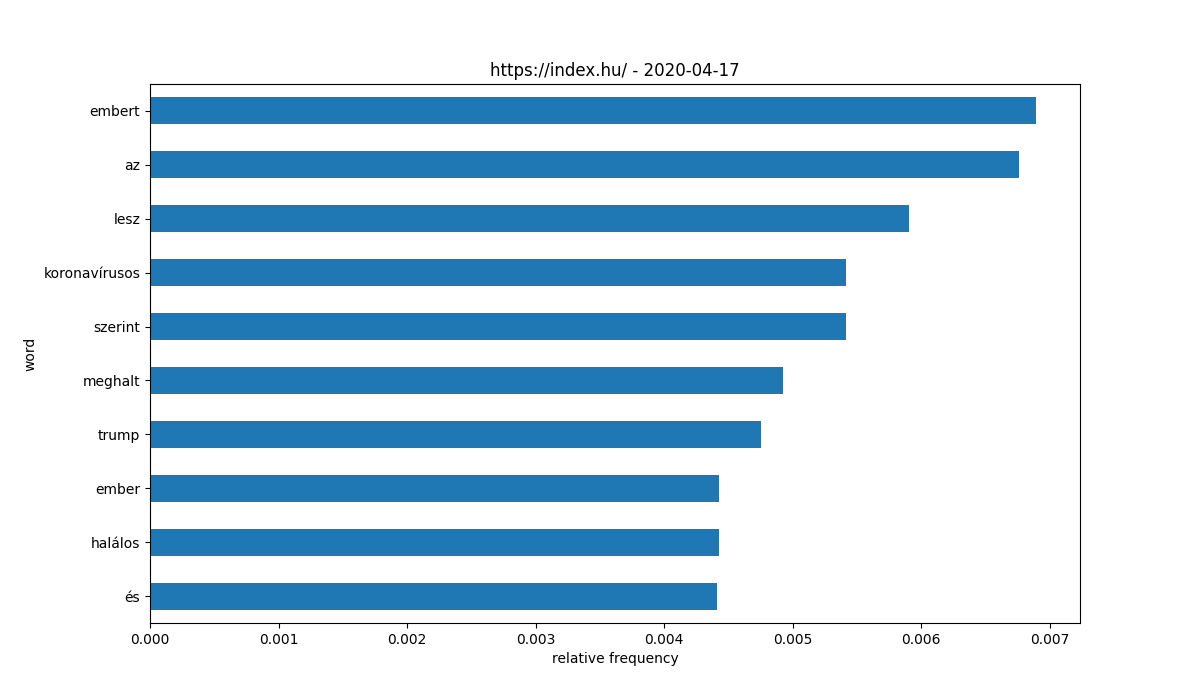 https://index.hu/ - 2020-04-17
embert
az
lesz
koronavírusos
szerint
meghalt
trump
ember
halálos
és
word
0.000 0.001 0.002 0.003 0.004 0.005 0.006 0.007
relative frequency